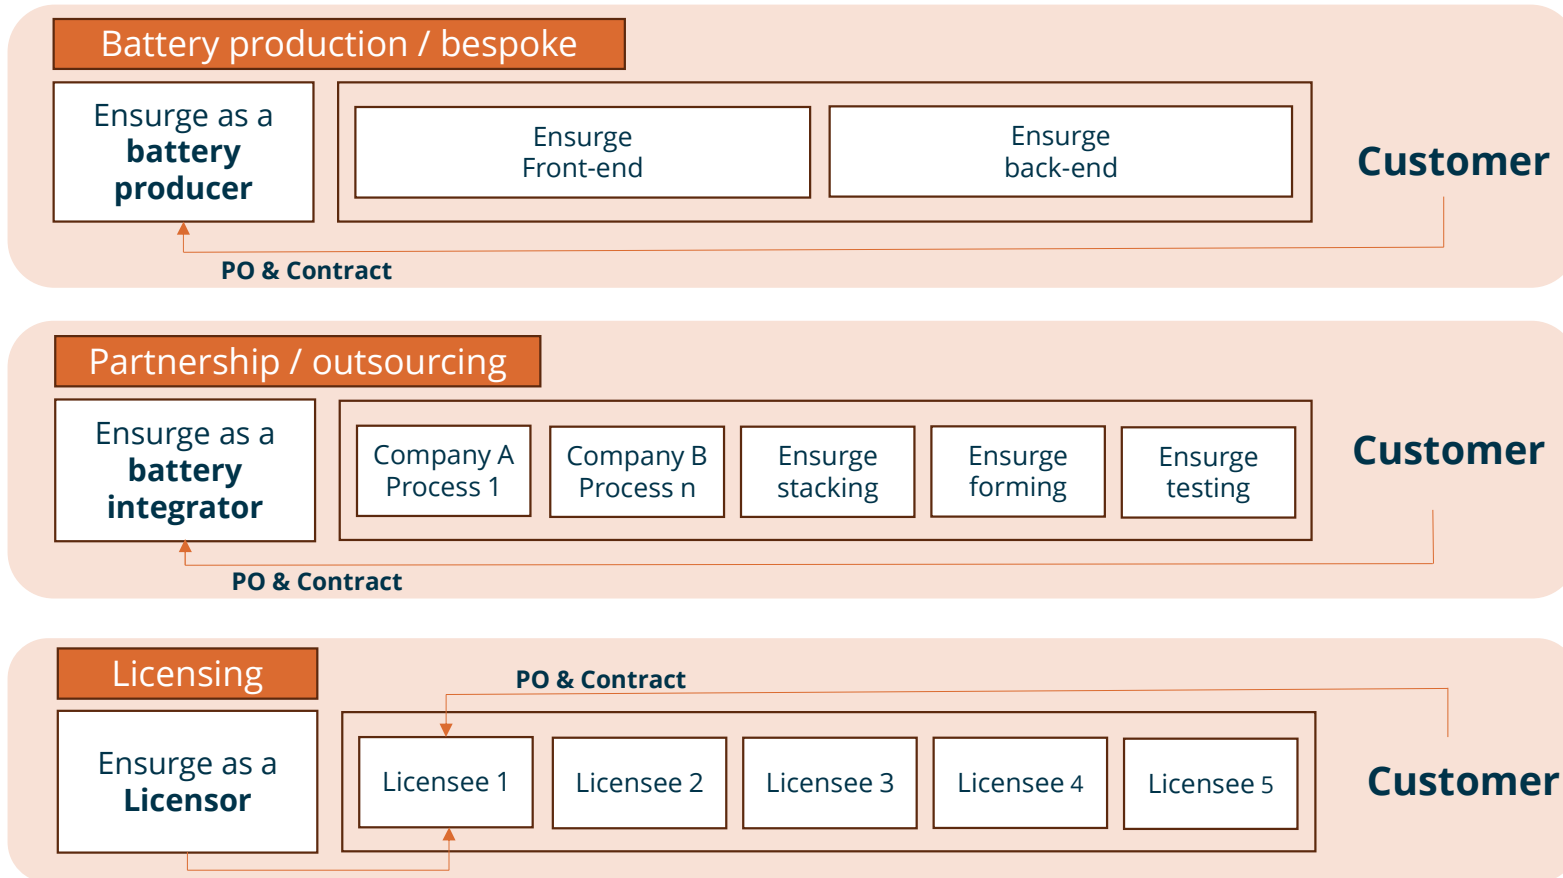 Battery production / bespoke
Ensurge as a
battery
producer
Ensurge
Front-end
Ensurge
back-end
Customer
PO & Contract
Partnership / outsourcing
Ensurge as a
battery
integrator
Company A
Process 1
Company B
Process n
Ensurge
stacking
Ensurge
forming
Ensurge
testing
Customer
PO & Contract
Licensing
PO & Contract
Ensurge as a
Licensor
Licensee 1
Licensee 2
Licensee 3
Licensee 4
Licensee 5
Customer